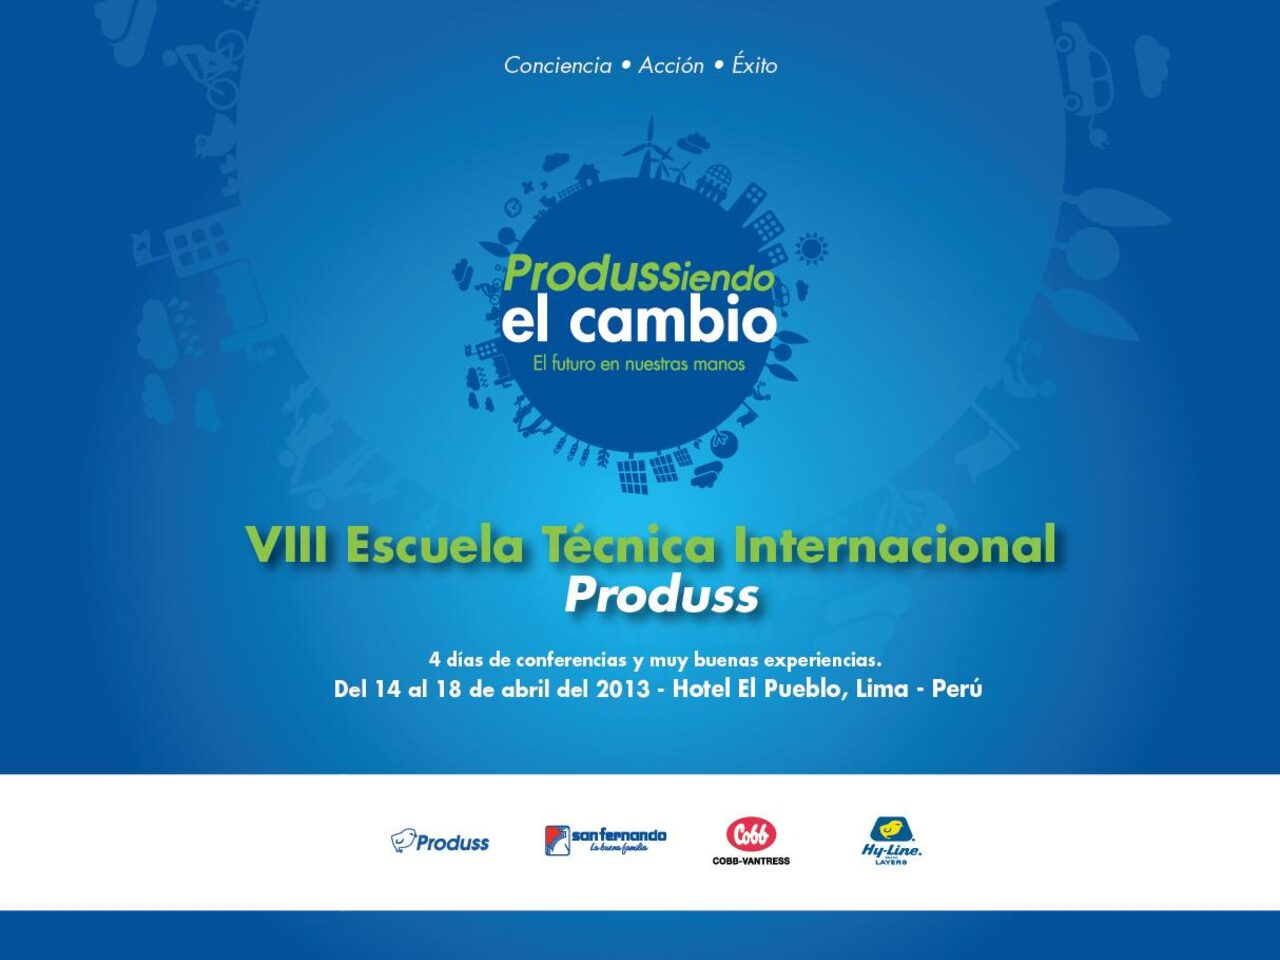 Conciencia • Acción • Éxito
Produssiendo
el cambio
El futuro en nuestras manos
VIII Escuela Técnica Internacional
Produss
4 días de conferencias y muy buenas experiencias.
Del 14 al 18 de abril del 2013 - Hotel El Pueblo, Lima - Perú
Produss
san fernando
La buena familia
Cobb
COBB-VANTRESS
Hy-Line.
LAYERS